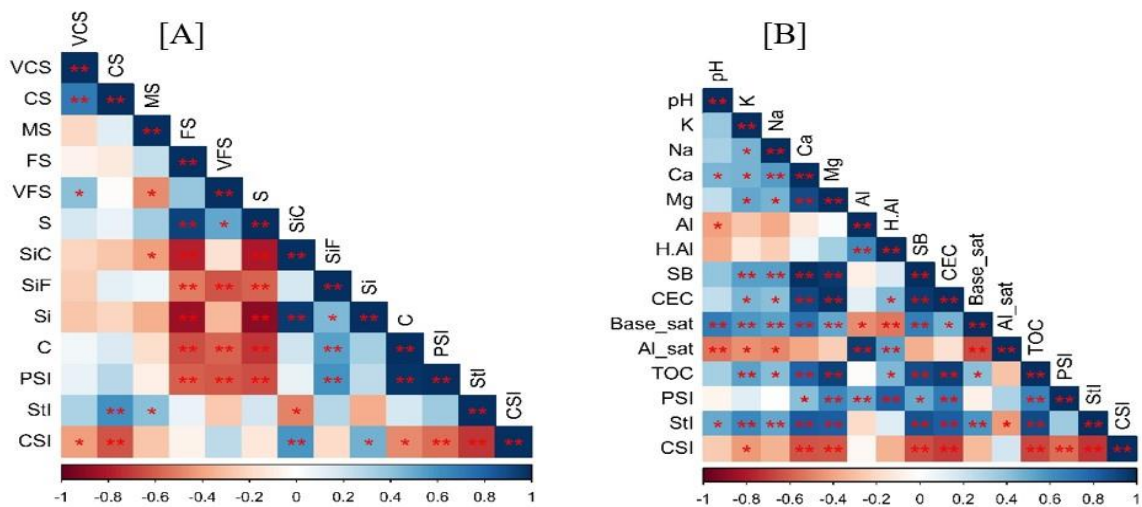 [A]
VCS
CS
MS
FS
VFS
S
SiC
SiF
Si
C
PSI
StI
CSI
VCS **
CS ** **
MS **
FS **
VFS * * **
S ** * **
SiC * ** ** **
SiF ** ** ** **
Si ** ** ** * **
C ** ** ** ** **
PSI ** ** ** ** ** **
StI ** * * **
CSI * ** ** * * ** ** **
-1 -0.8 -0.6 -0.4 -0.2 0 0.2 0.4 0.6 0.8 1
[B]
pH
K
Na
Ca
Mg
Al
H.Al
SB
CEC
Base_sat
Al_sat
TOC
PSI
StI
CSI
pH **
K **
Na * **
Ca * * ** **
Mg * * ** **
Al * **
H.Al ** **
SB ** ** ** ** **
CEC * * ** ** * ** **
Base_sat ** ** ** ** ** * ** ** * **
Al_sat ** * * ** ** ** **
TOC ** * ** ** ** ** * **
PSI * ** ** ** * ** ** **
StI * ** ** ** ** ** ** ** * ** **
CSI * ** ** ** ** ** ** ** **
-1 -0.8 -0.6 -0.4 -0.2 0 0.2 0.4 0.6 0.8 1